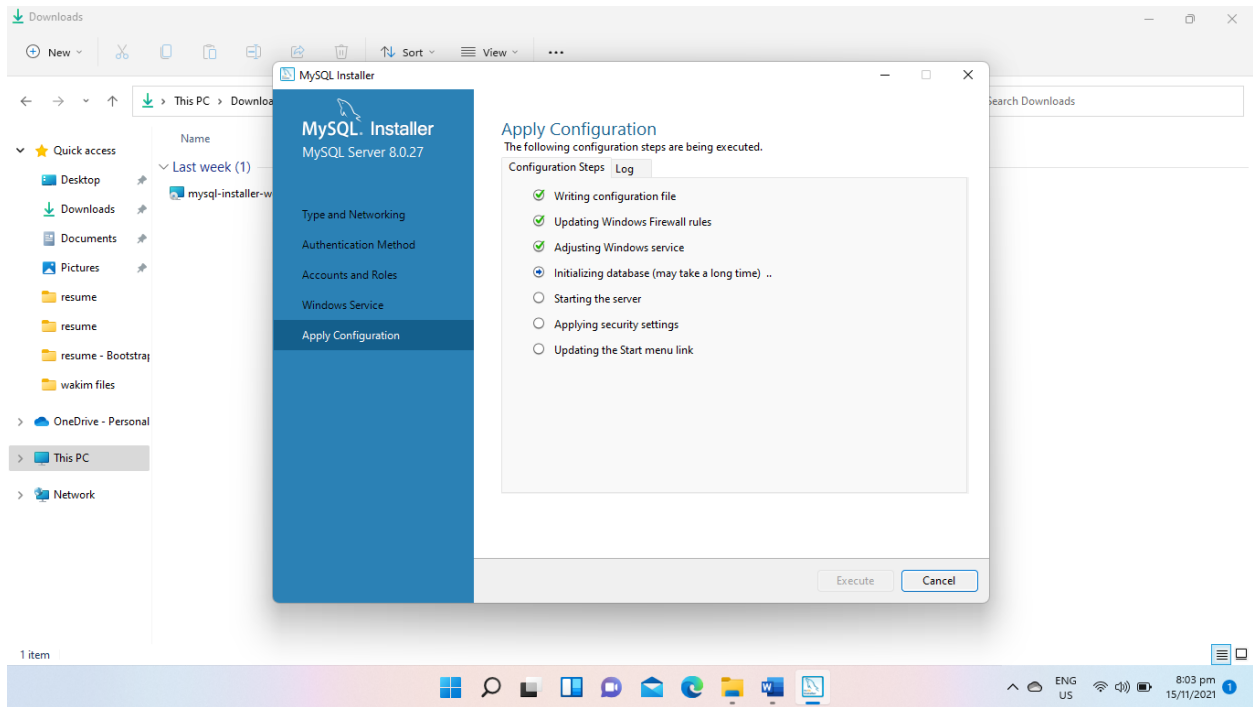 Downloads
New
Sort
View
MySQL Installer
This PC > Downloa
Search Downloads
MySQL. Installer
MySQL Server 8.0.27
Type and Networking
Authentication Method
Accounts and Roles
Windows Service
Apply Configuration
Apply Configuration
The following configuration steps are being executed.
Configuration Steps
Log
Writing configuration file
Updating Windows Firewall rules
Adjusting Windows service
Initializing database (may take a long time) ..
Starting the server
Applying security settings
Updating the Start menu link
Execute
Cancel
Name
Last week (1)
mysql-installer-w
Quick access
Desktop
Downloads
Documents
Pictures
resume
resume
resume - Bootstrap
wakim files
OneDrive - Personal
This PC
Network
1 item
ENG
US
8:03 pm
15/11/2021
1